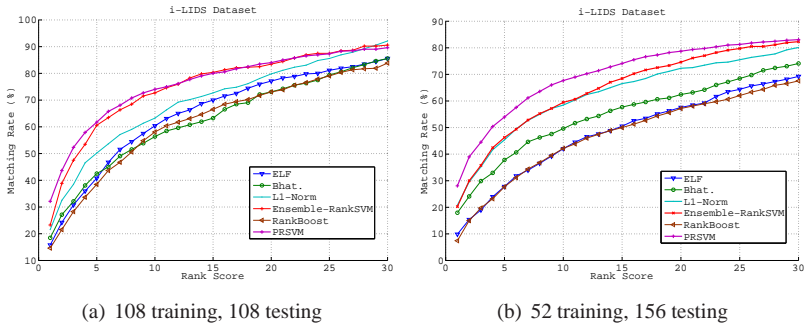 i-LIDS Dataset
Matching Rate (%)
100
90
80
70
60
50
40
30
20
10
0
0 5 10 15 20 25 30
Rank Score
ELF
Bhat.
L1-Norm
Ensemble-RankSVM
RankBoost
PRSVM
(a) 108 training, 108 testing
i-LIDS Dataset
Matching Rate (%)
90
80
70
60
50
40
30
20
10
0
0 5 10 15 20 25 30
Rank Score
ELF
Bhat.
L1-Norm
Ensemble-RankSVM
RankBoost
PRSVM
(b) 52 training, 156 testing